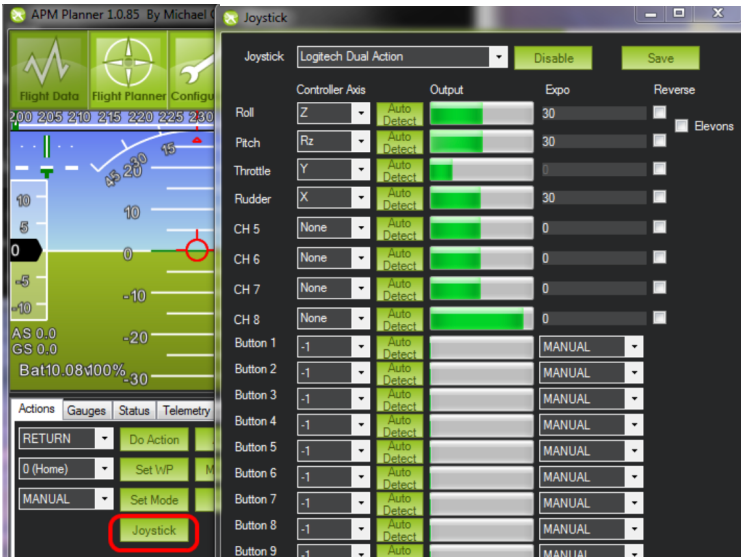 APM Planner 1.0.85 By Michael
Flight Data Flight Planner Configu
200 205 210 215 220 225 230
15
20
10
0
-10
-20
-30
10
5
0
-5
-10
AS 0.0
GS 0.0
Bat10.08v100%
Actions Gauges Status Telemetry
RETURN Do Action
0 (Home) Set WP M
MANUAL Set Mode
Joystick
Joystick
Joystick Logitech Dual Action Disable Save
Controller Axis Output Expo Reverse
Roll Z Auto Detect 30
Elevons
Pitch Rz Auto Detect 30
Throttle Y Auto Detect 0
Rudder X Auto Detect 30
CH 5 None Auto Detect 0
CH 6 None Auto Detect 0
CH 7 None Auto Detect 0
CH 8 None Auto Detect 0
Button 1 -1 Auto Detect MANUAL
Button 2 -1 Auto Detect MANUAL
Button 3 -1 Auto Detect MANUAL
Button 4 -1 Auto Detect MANUAL
Button 5 -1 Auto Detect MANUAL
Button 6 -1 Auto Detect MANUAL
Button 7 -1 Auto Detect MANUAL
Button 8 -1 Auto Detect MANUAL
Button 9 -1 Auto MANUAL